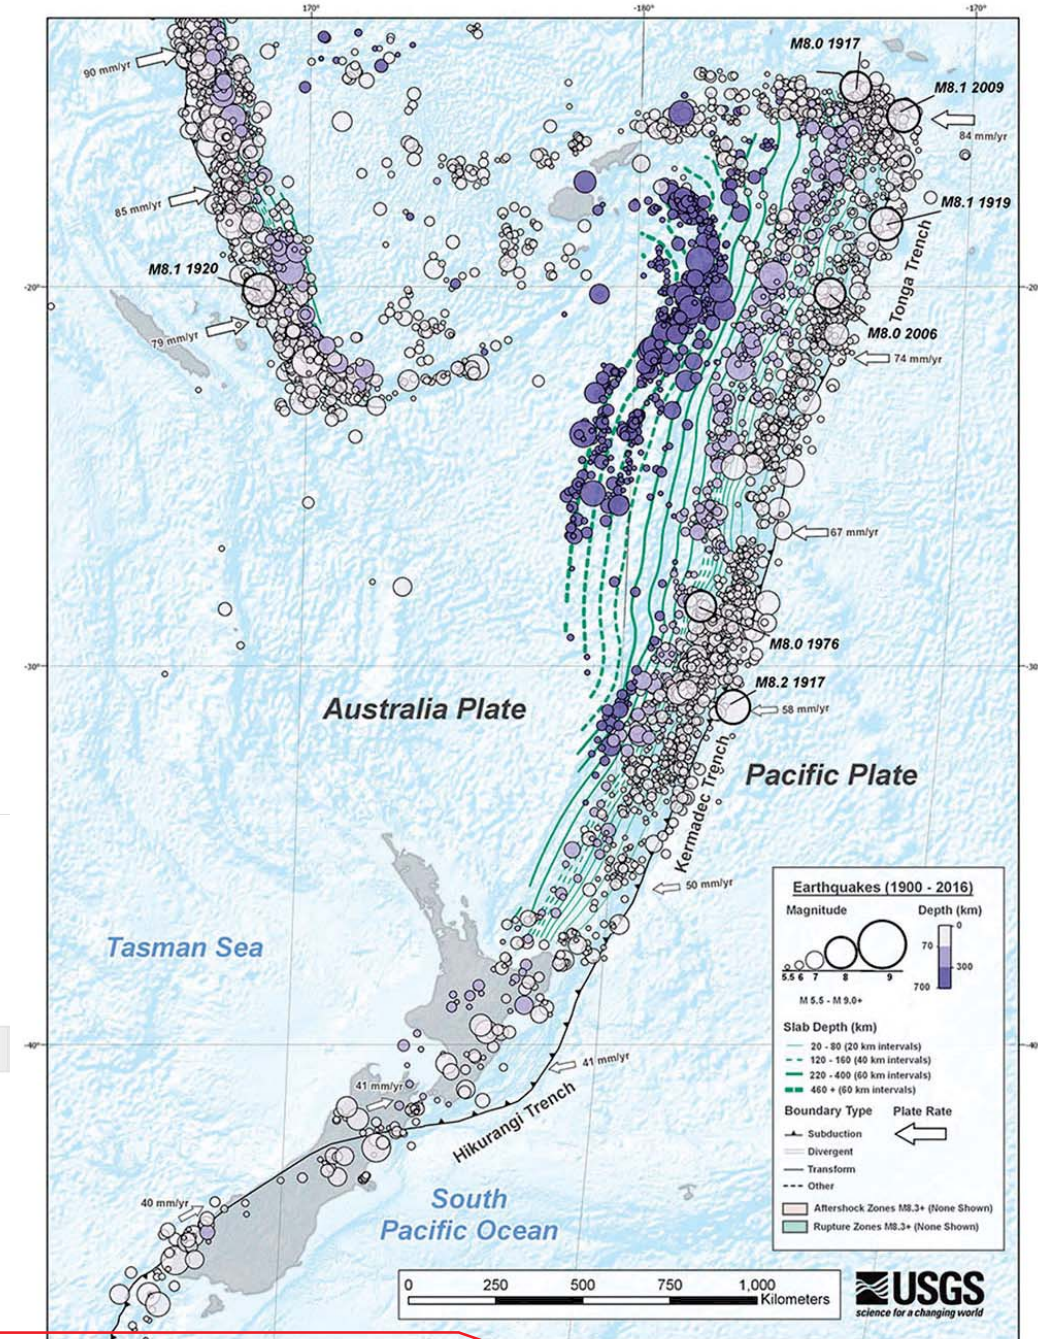 170°
-180°
-170°
90 mm/yr
M8.0 1917
M8.1 2009
84 mm/yr
85 mm/yr
M8.1 1919
M8.1 1920
Tonga Trench
-20°
-20
79 mm/yr
M8.0 2006
74 mm/yr
67 mm/yr
M8.0 1976
-30°
-30
M8.2 1917
58 mm/yr
Australia Plate
Pacific Plate
Kermadec Trench
50 mm/yr
Tasman Sea
-40°
41 mm/yr
41 mm/yr
Hikurangi Trench
40 mm/yr
South
Pacific Ocean
Earthquakes (1900 - 2016)
Magnitude
Depth (km)
0
70
300
700
5.5 6 7 8 9
M 5.5 - M 9.0+
Slab Depth (km)
20 - 80 (20 km intervals)
120 - 160 (40 km intervals)
220 - 400 (60 km intervals)
460 + (60 km intervals)
Boundary Type Plate Rate
Subduction
Divergent
Transform
Other
Aftershock Zones M8.3+ (None Shown)
Rupture Zones M8.3+ (None Shown)
0 250 500 750 1,000
Kilometers
USGS
science for a changing world